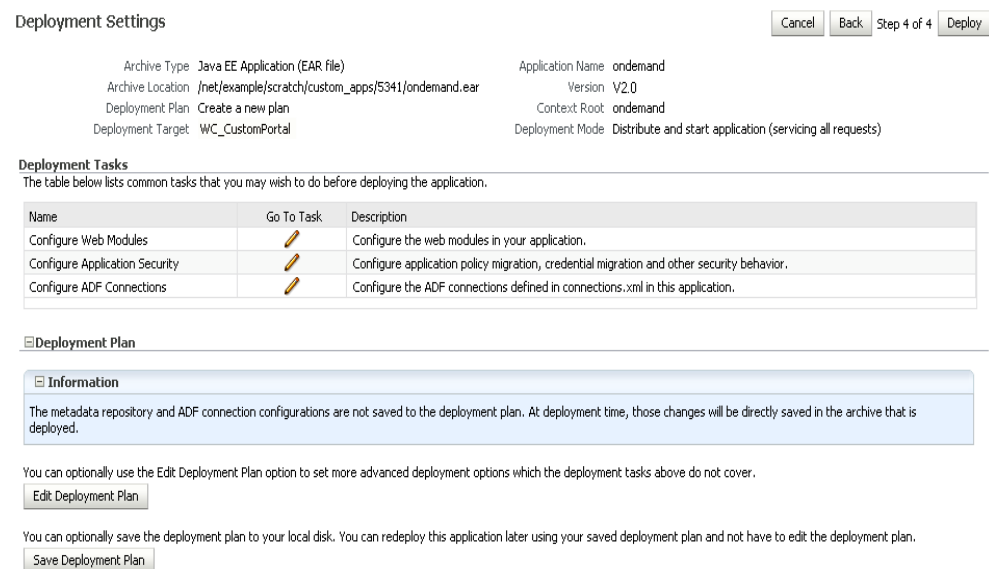 Deployment Settings
Cancel Back Step 4 of 4 Deploy
Archive Type Java EE Application (EAR file)
Archive Location /net/example/scratch/custom_apps/5341/ondemand.ear
Deployment Plan Create a new plan
Deployment Target WC_CustomPortal
Application Name ondemand
Version V2.0
Context Root ondemand
Deployment Mode Distribute and start application (servicing all requests)
Deployment Tasks
The table below lists common tasks that you may wish to do before deploying the application.
Name Go To Task Description
Configure Web Modules Configure the web modules in your application.
Configure Application Security Configure application policy migration, credential migration and other security behavior.
Configure ADF Connections Configure the ADF connections defined in connections.xml in this application.
Deployment Plan
Information
The metadata repository and ADF connection configurations are not saved to the deployment plan. At deployment time, those changes will be directly saved in the archive that is
deployed.
You can optionally use the Edit Deployment Plan option to set more advanced deployment options which the deployment tasks above do not cover.
Edit Deployment Plan
You can optionally save the deployment plan to your local disk. You can redeploy this application later using your saved deployment plan and not have to edit the deployment plan.
Save Deployment Plan